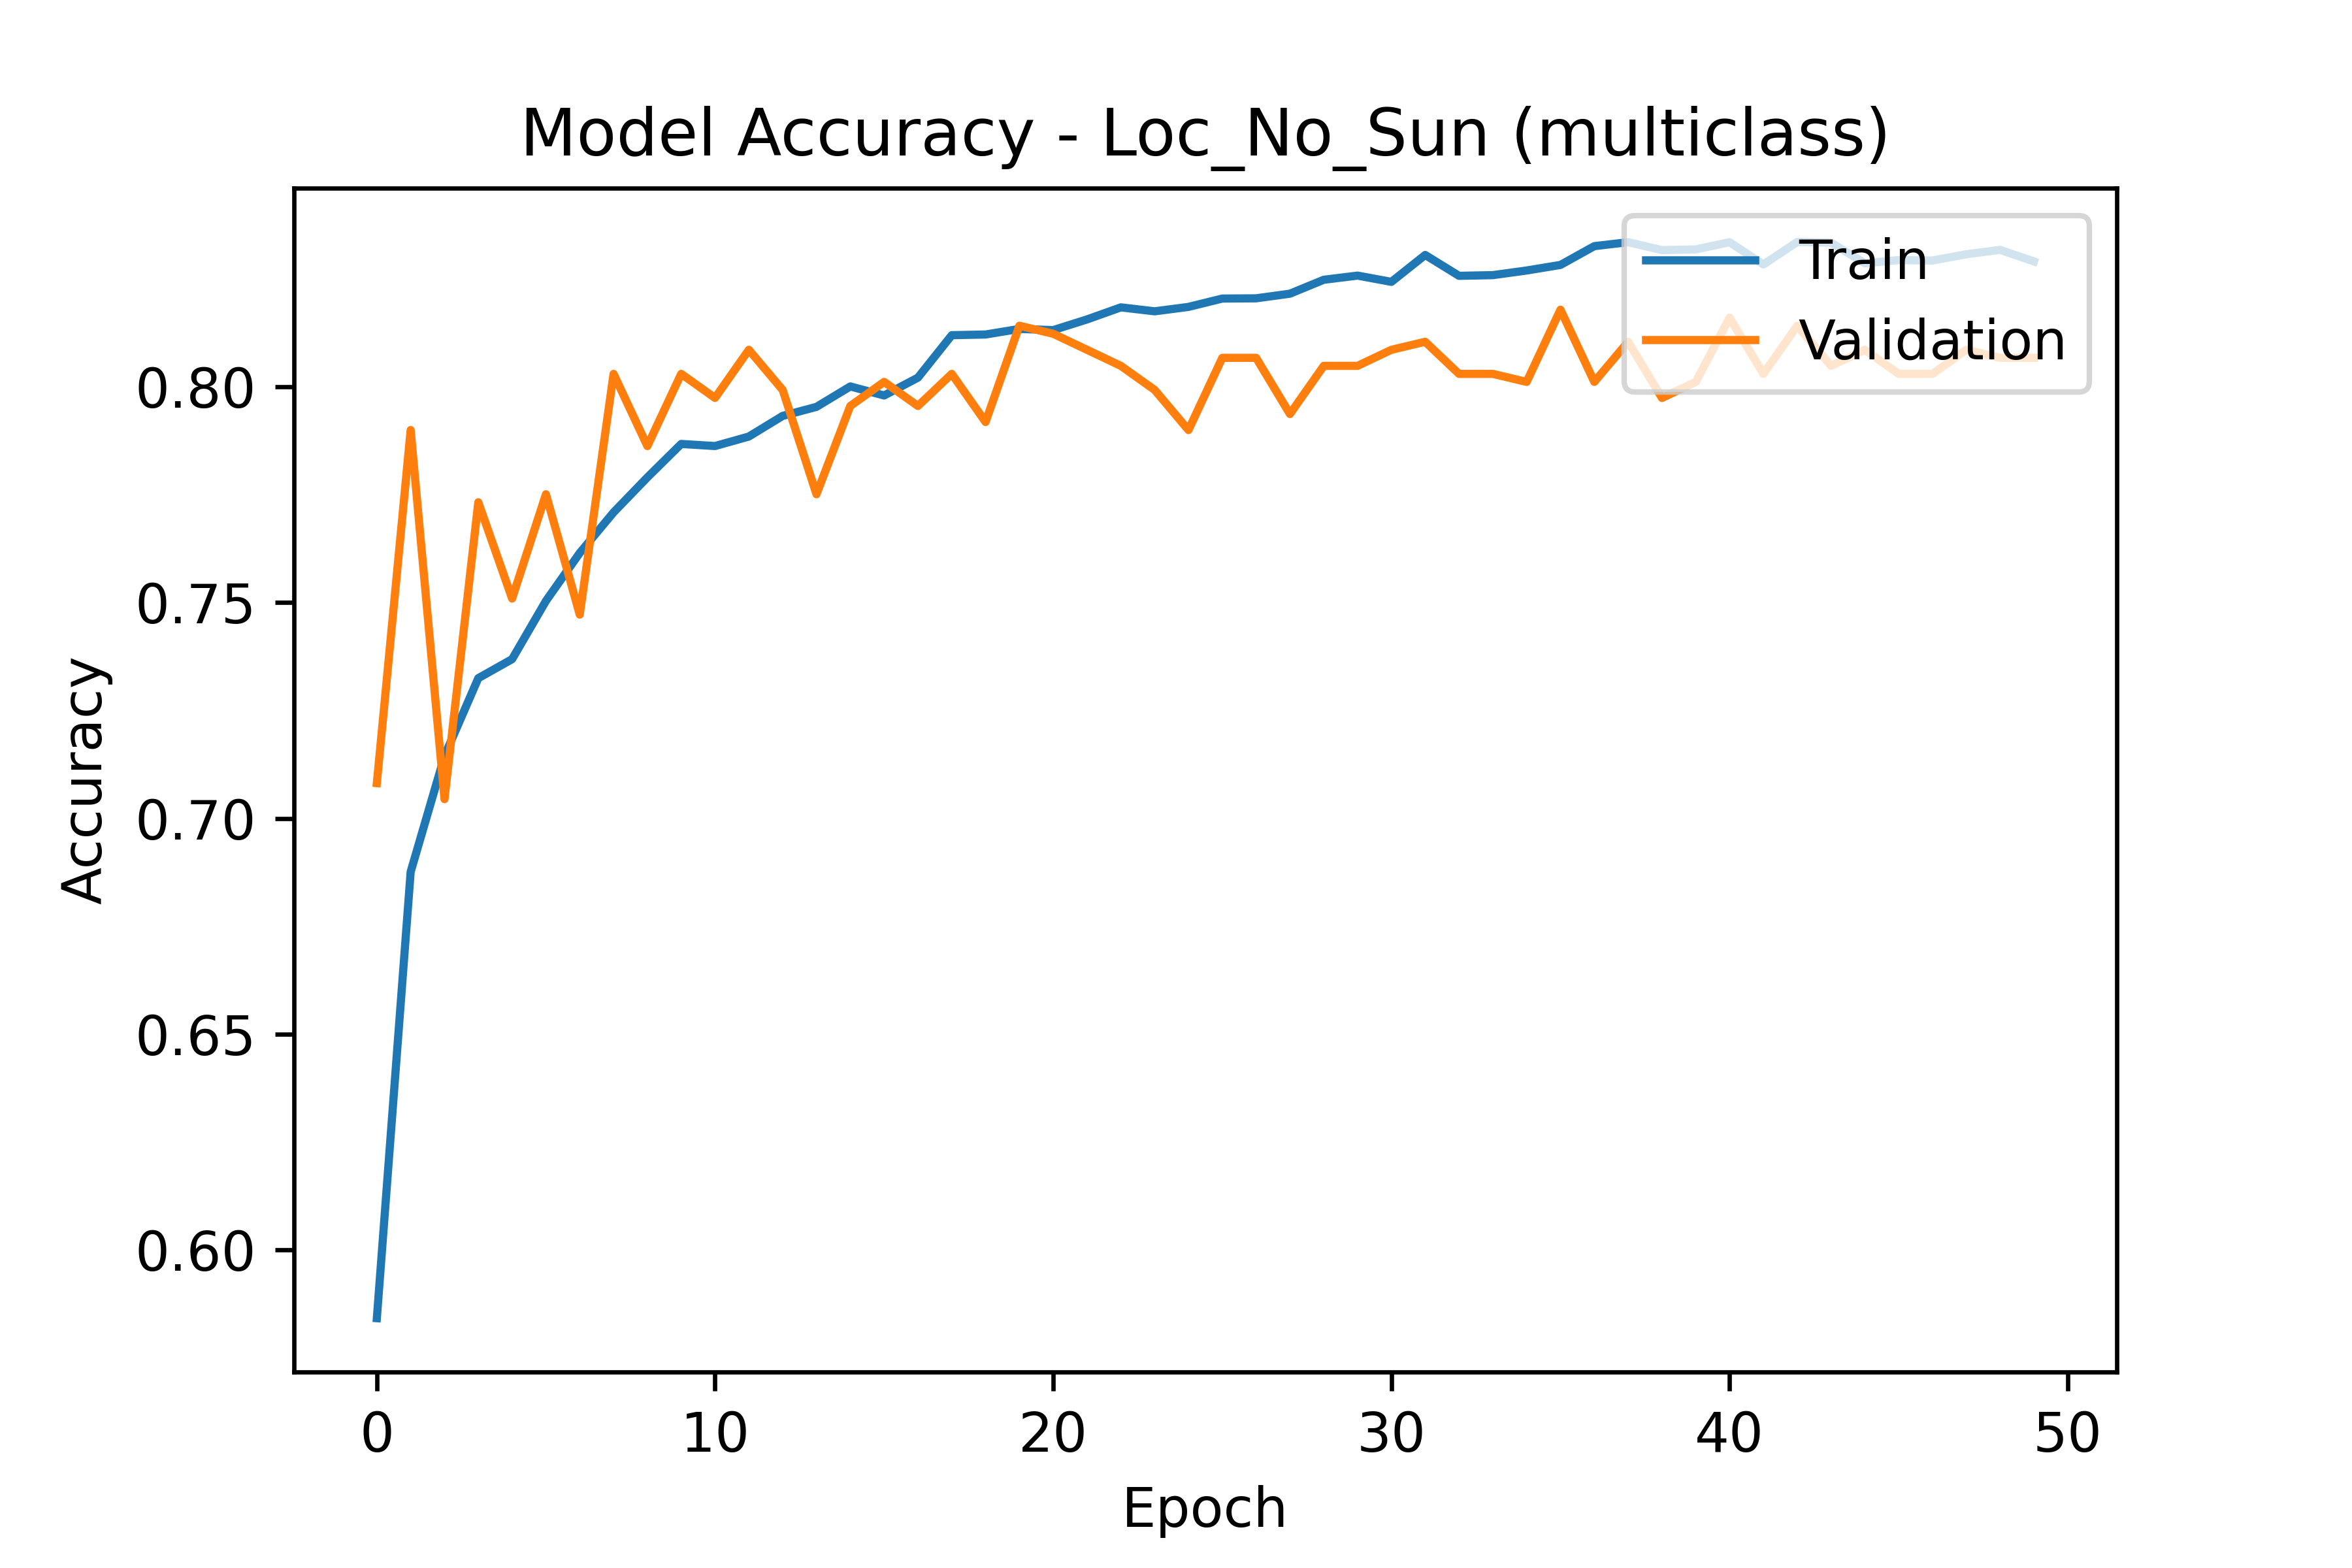 Model Accuracy - Loc_No_Sun (multiclass)
Train
Validation
0.80
0.75
0.70
0.65
0.60
Accuracy
0 10 20 30 40 50
Epoch